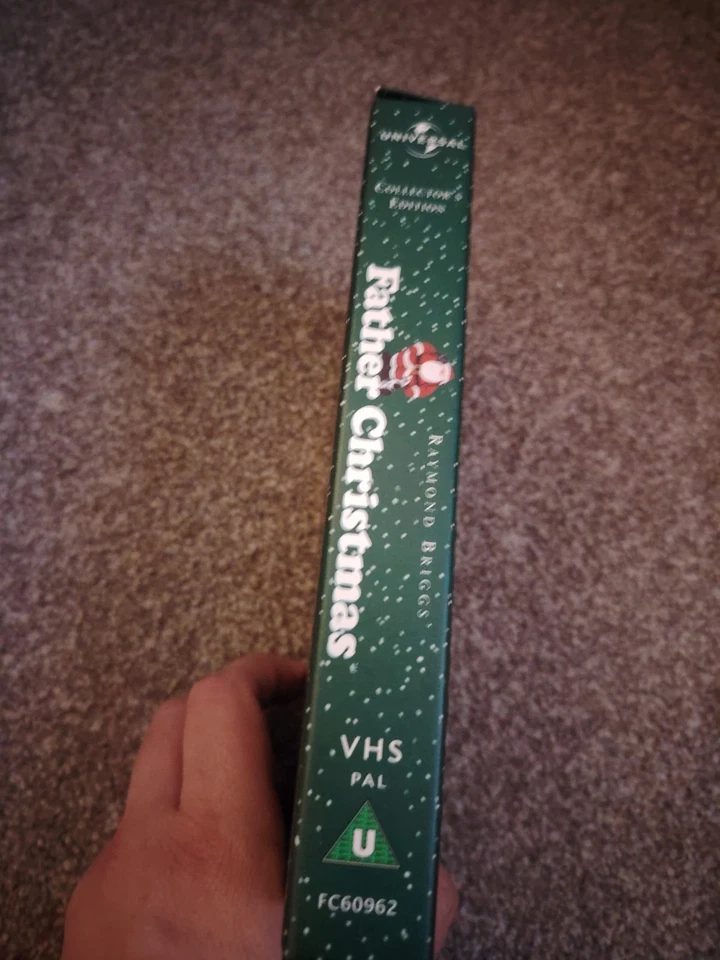 UNIVERSAL
COLLECTOR'S
EDITION
RAYMOND BRIGGS'
Father Christmas
VHS
PAL
U
FC60962